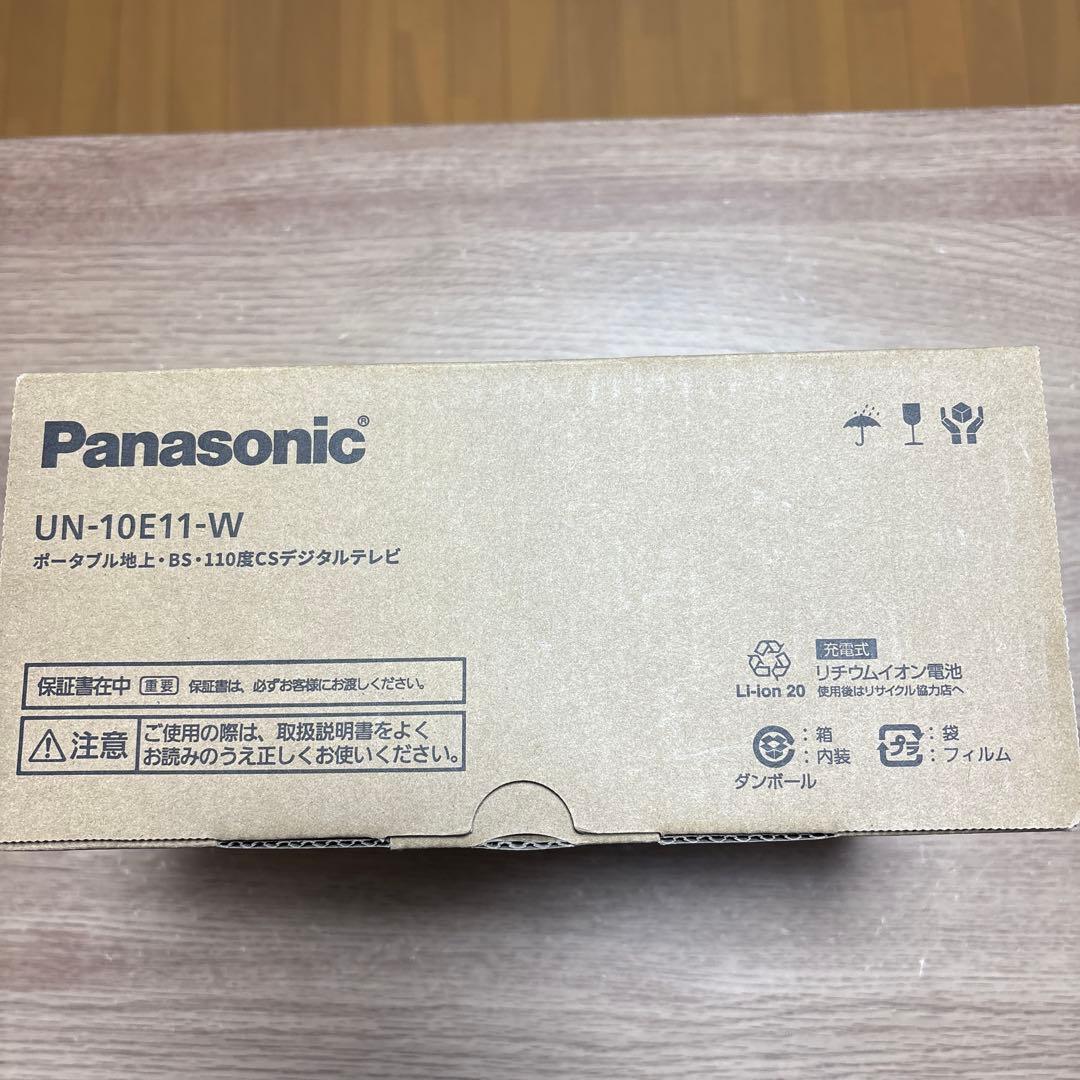 Panasonic®
UN-10E11-W
ポータブル地上・BS・110度CSデジタルテレビ
保証書在中 重要 保証書は、必ずお客様にお渡しください。
注意 ご使用の際は、取扱説明書をよく
お読みのうえ正しくお使いください。
充電式
リチウムイオン電池
Li-ion 20 使用後はリサイクル協力店へ
：箱
：内装
ダンボール
プラ
：袋
：フィルム